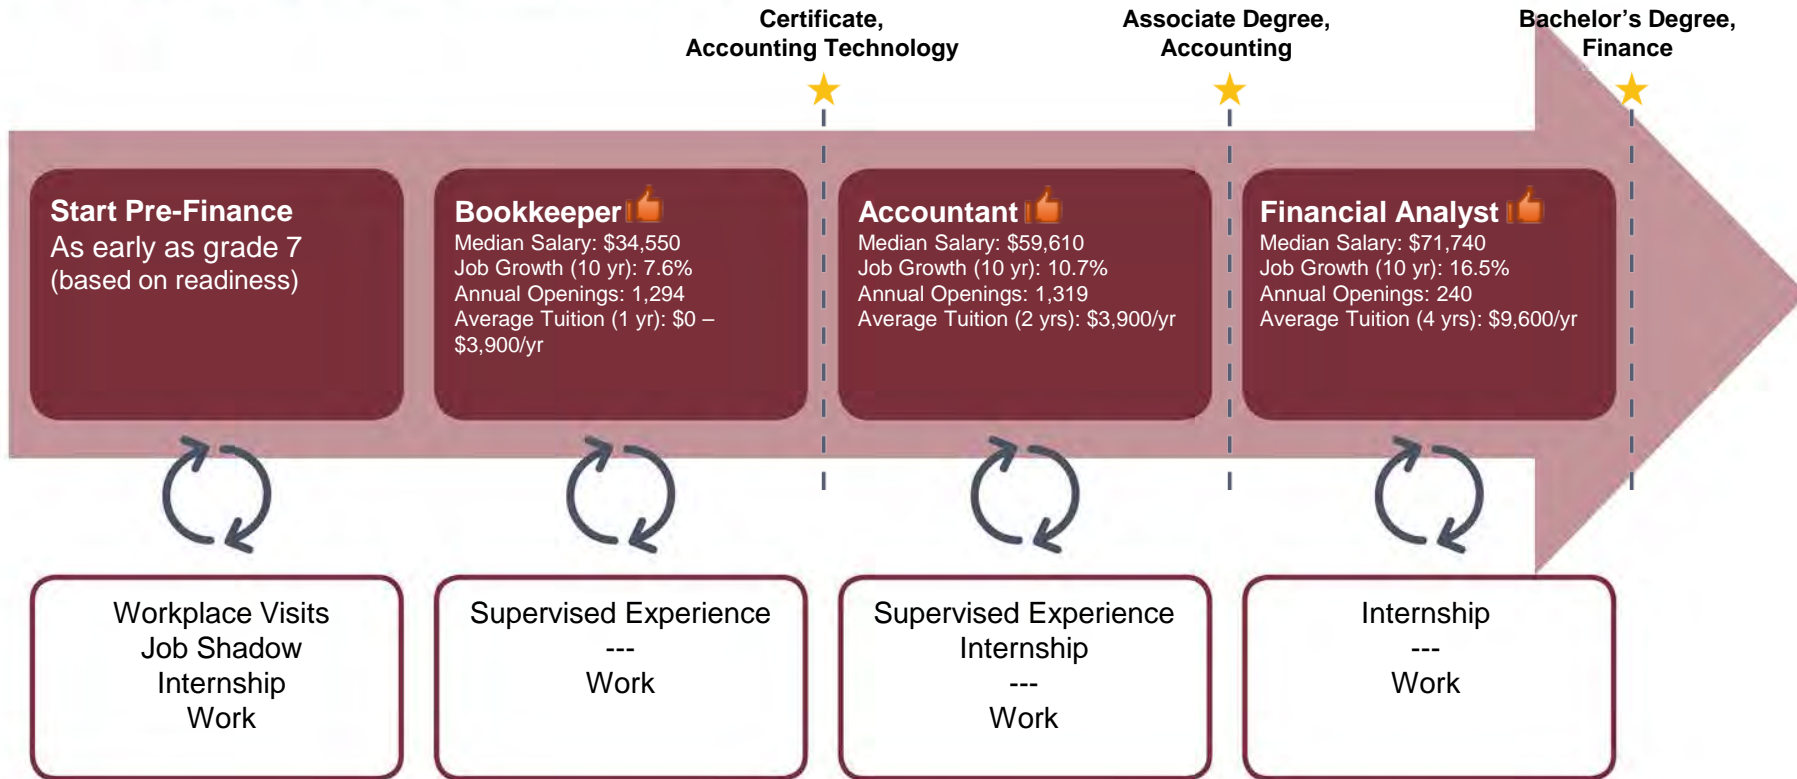 Certificate,
Accounting Technology
Associate Degree,
Accounting
Bachelor's Degree,
Finance
Start Pre-Finance
As early as grade 7
(based on readiness)
Bookkeeper
Median Salary: $34,550
Job Growth (10 yr): 7.6%
Annual Openings: 1,294
Average Tuition (1 yr): $0 –
$3,900/yr
Accountant
Median Salary: $59,610
Job Growth (10 yr): 10.7%
Annual Openings: 1,319
Average Tuition (2 yrs): $3,900/yr
Financial Analyst
Median Salary: $71,740
Job Growth (10 yr): 16.5%
Annual Openings: 240
Average Tuition (4 yrs): $9,600/yr
Workplace Visits
Job Shadow
Internship
Work
Supervised Experience
---
Work
Supervised Experience
Internship
---
Work
Internship
---
Work